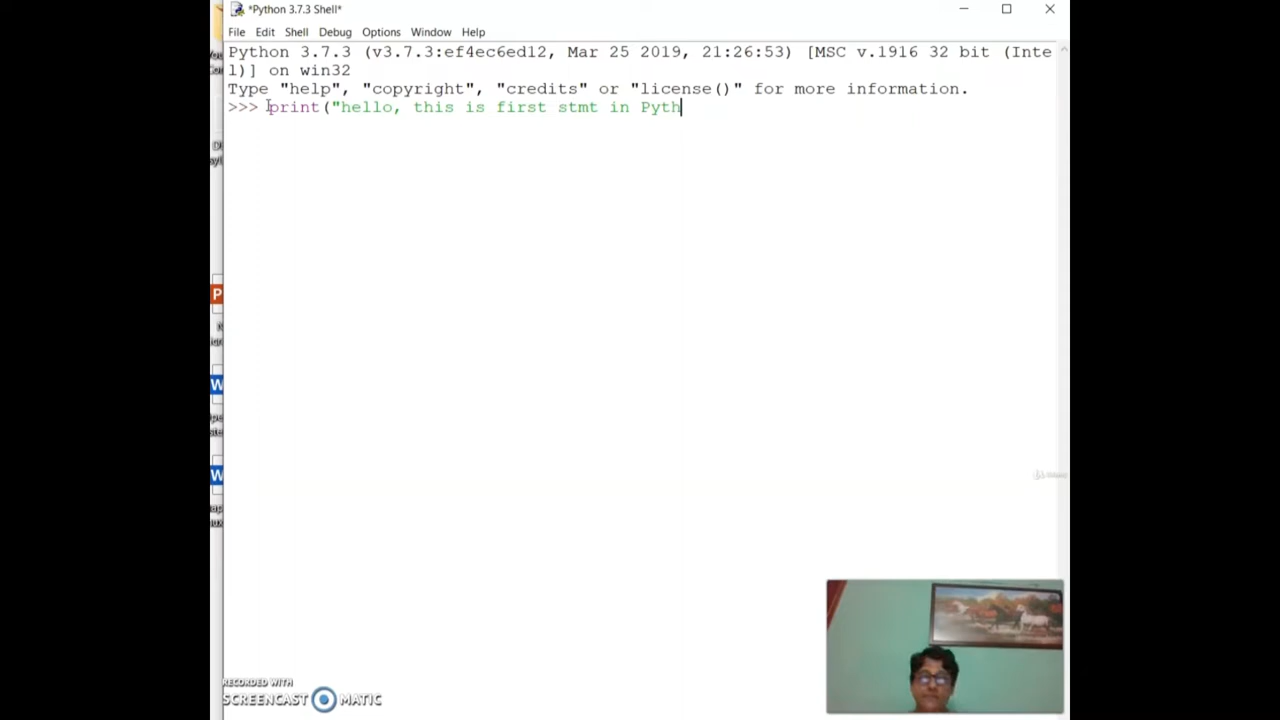 *Python 3.7.3 Shell*
File Edit Shell Debug Options Window Help
Python 3.7.3 (v3.7.3:ef4ec6ed12, Mar 25 2019, 21:26:53) [MSC v.1916 32 bit (Inte
l)] on win32
Type "help", "copyright", "credits" or "license()" for more information.
>>> print("hello, this is first stmt in Pyth
P
W
W
RECORDED WITH
SCREENCAST MATIC